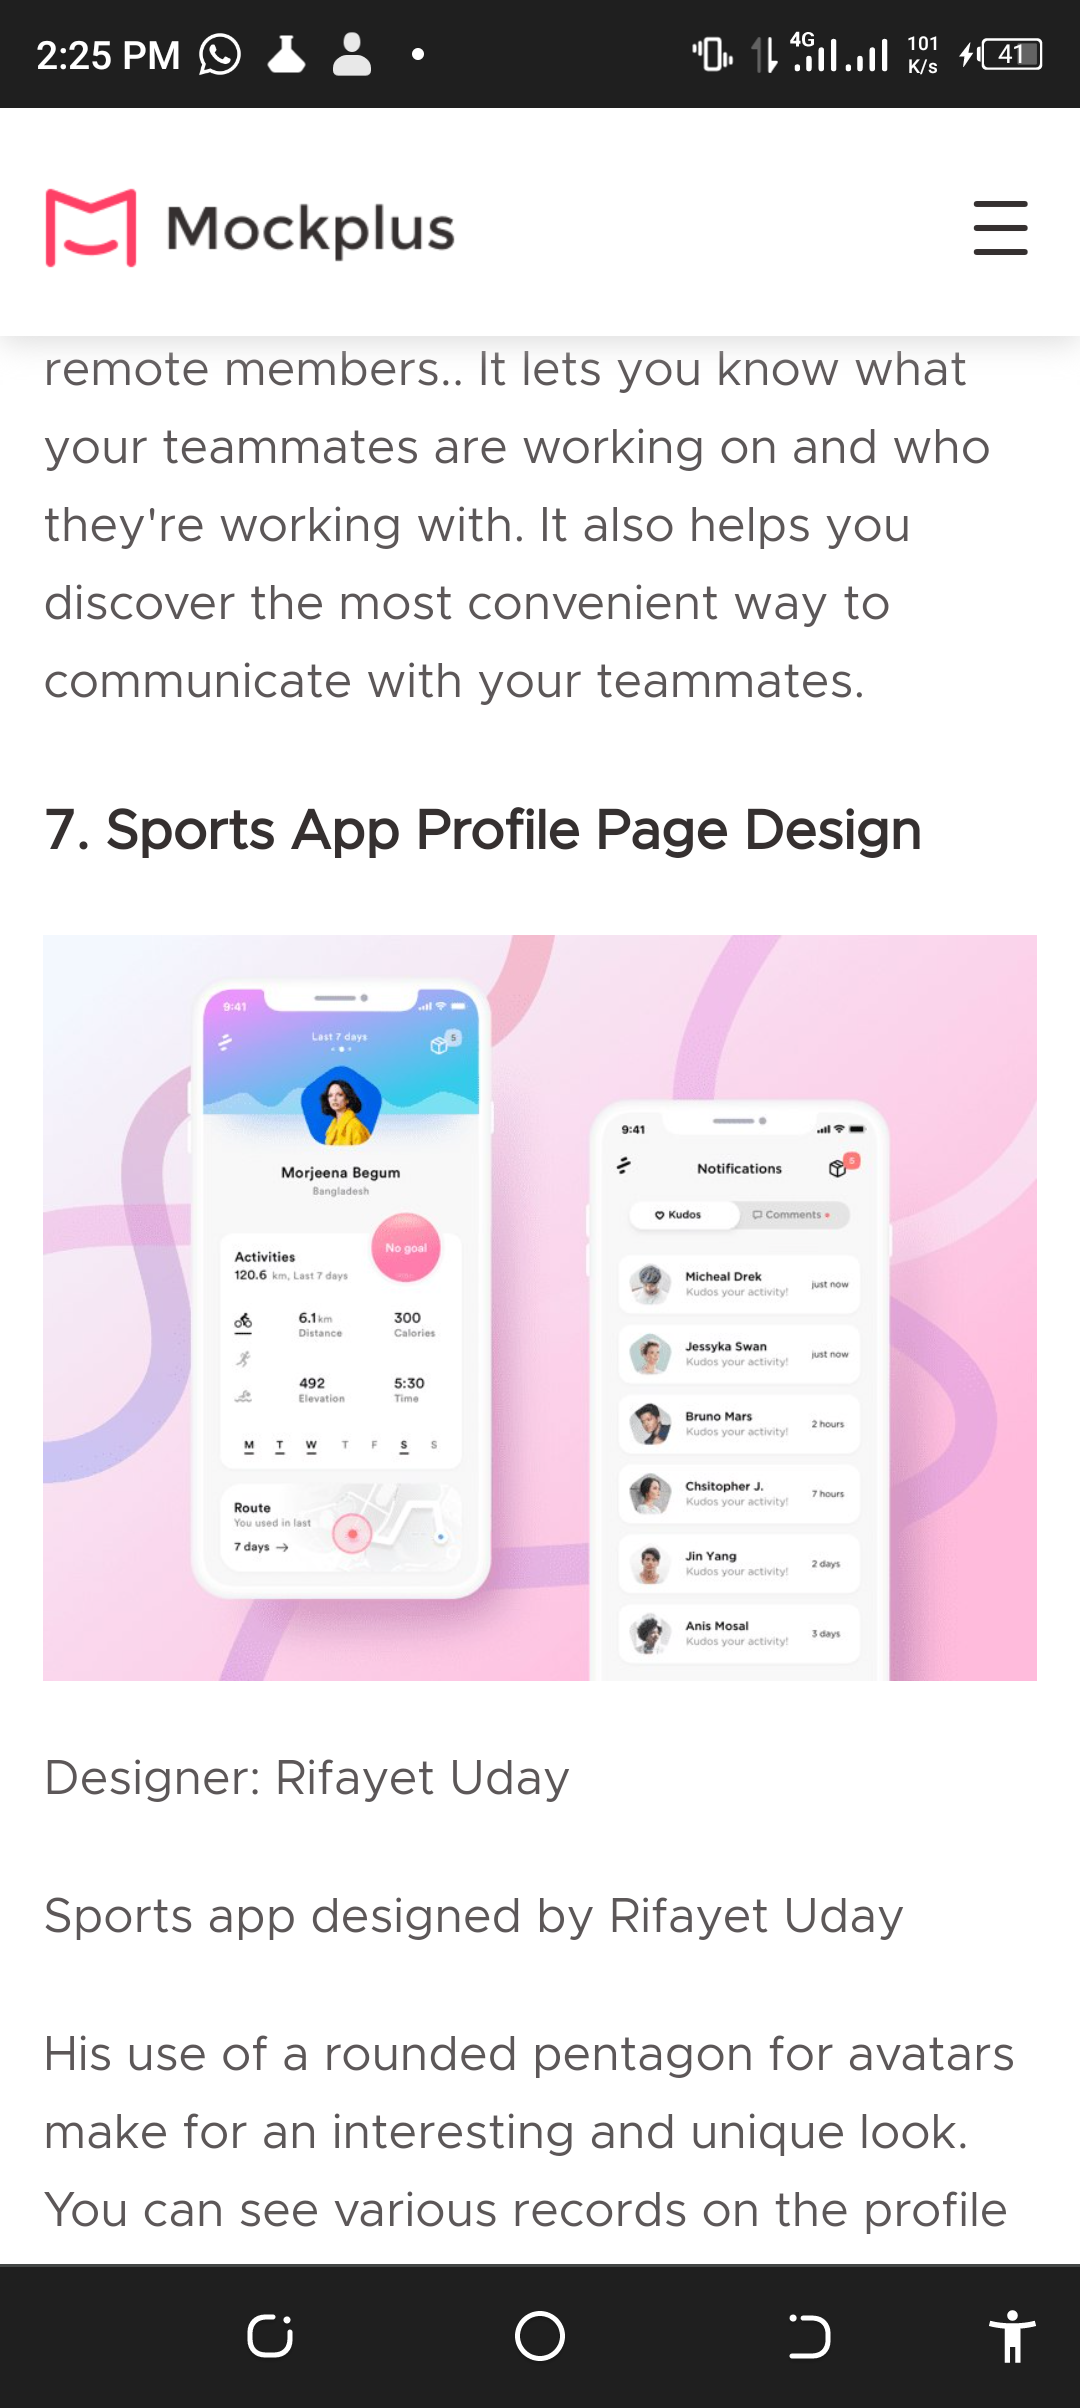 2:25 PM
4G
101
K/s
41
Mockplus
remote members.. It lets you know what
your teammates are working on and who
they're working with. It also helps you
discover the most convenient way to
communicate with your teammates.
7. Sports App Profile Page Design
9:41
Last 7 days
5
Morjeena Begum
Bangladesh
No goal
Activities
120.6 km, Last 7 days
6.1 km
300
Distance
Calories
492
5:30
Elevation
Time
M T W T F S S
Route
You used in last
7 days →
9:41
Notifications
6
Kudos
Comments
Micheal Drek
Kudos your activity!
just now
Jessyka Swan
Kudos your activity!
just now
Bruno Mars
Kudos your activity!
2 hours
Chsitopher J.
Kudos your activity!
7 hours
Jin Yang
Kudos your activity!
2 days
Anis Mosal
Kudos your activity!
3 days
Designer: Rifayet Uday
Sports app designed by Rifayet Uday
His use of a rounded pentagon for avatars
make for an interesting and unique look.
You can see various records on the profile